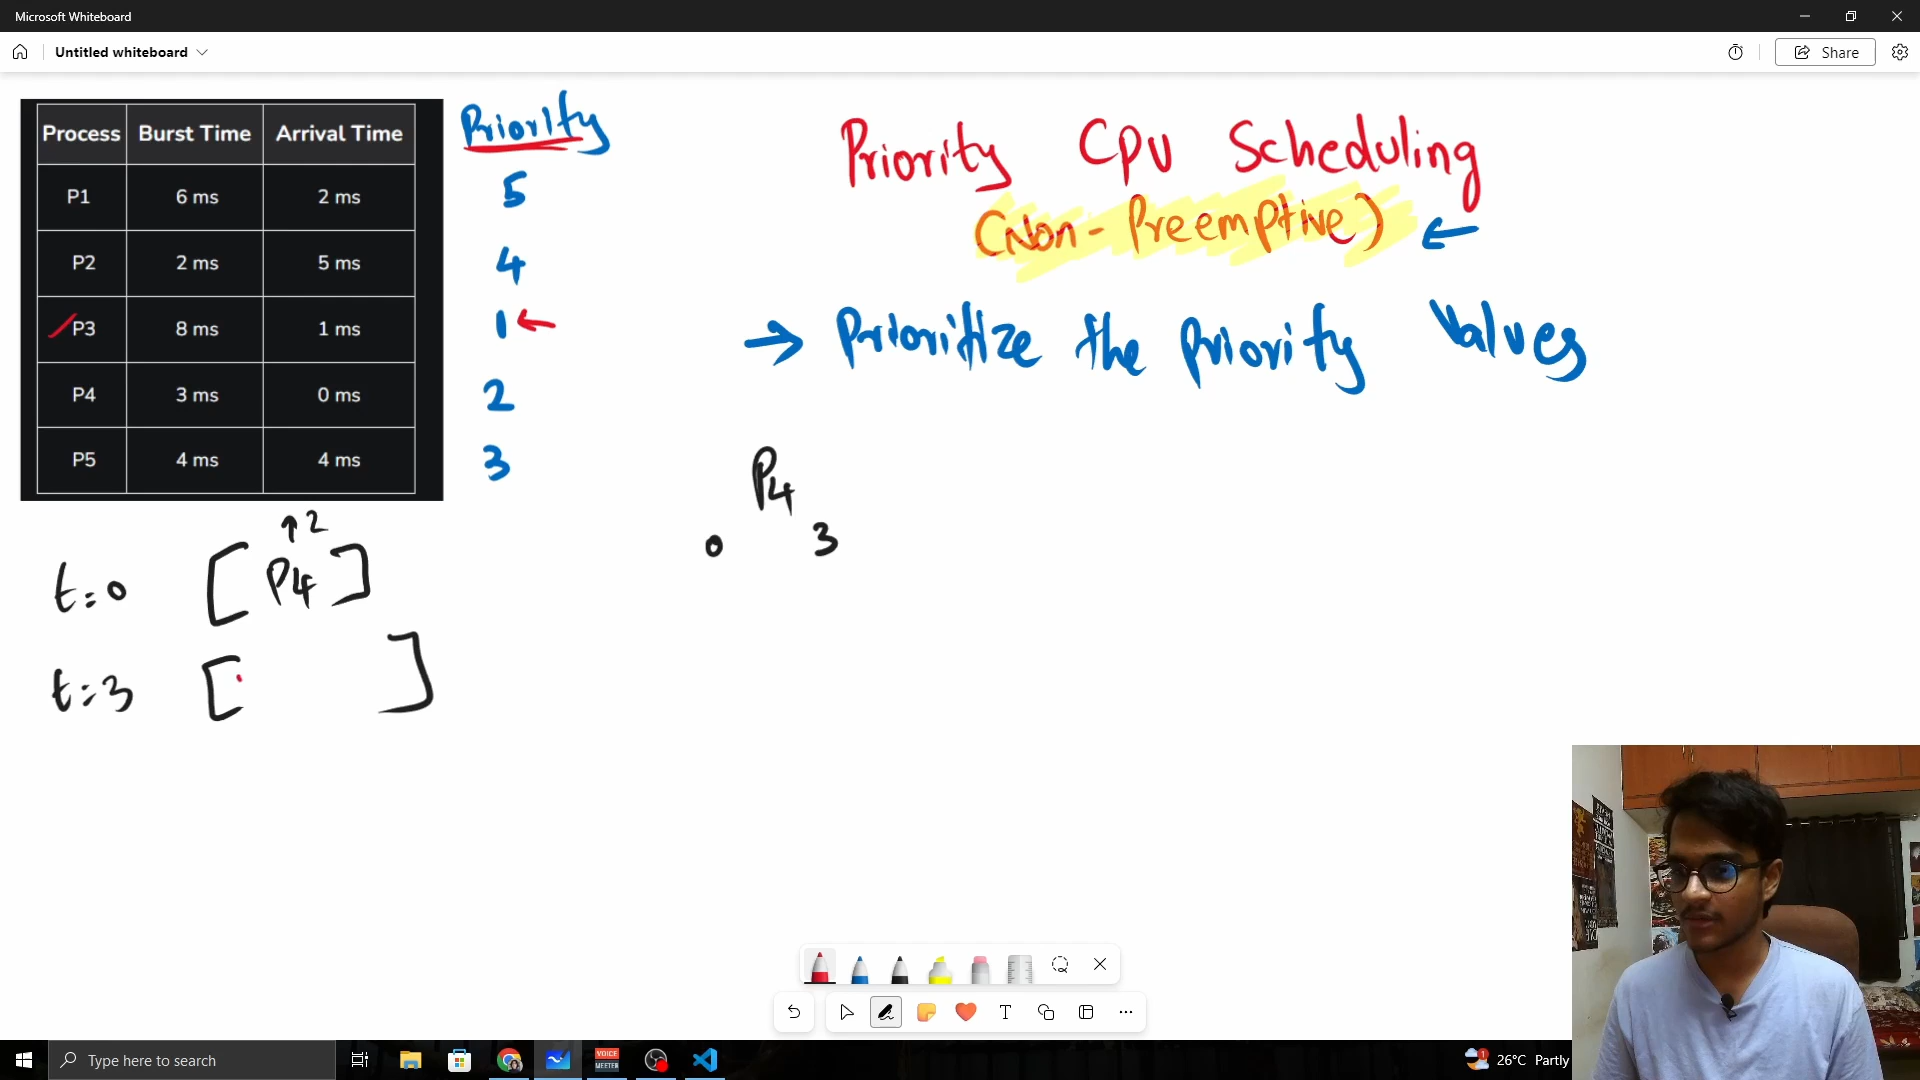 Microsoft Whiteboard
Untitled whiteboard
Share
Process Burst Time Arrival Time Priority
P1 6 ms 2 ms 5
P2 2 ms 5 ms 4
P3 8 ms 1 ms 1 ←
P4 3 ms 0 ms 2
P5 4 ms 4 ms 3
Priority CPU Scheduling
(Non-Preemptive) ←
→ Prioritize the priority values
↑2
t=0 [P4]
t=3 [ ]
P4
0 3
T
Type here to search
VOICE
MEETER
1
26°C Partly